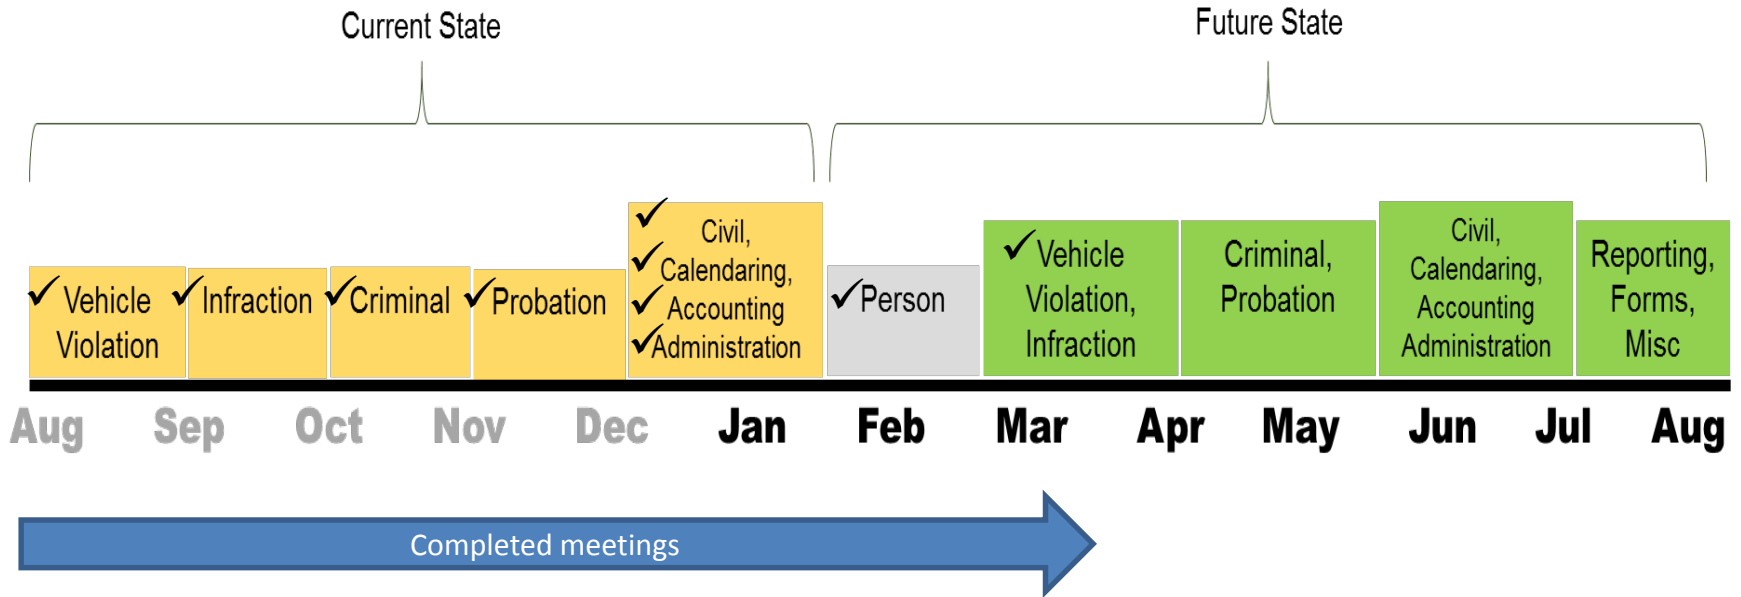 Current State
Future State
Vehicle
Violation
Infraction
Criminal
Probation
Civil,
Calendaring,
Accounting
Administration
Person
Vehicle
Violation,
Infraction
Criminal,
Probation
Civil,
Calendaring,
Accounting
Administration
Reporting,
Forms,
Misc
Aug Sep Oct Nov Dec Jan Feb Mar Apr May Jun Jul Aug
Completed meetings